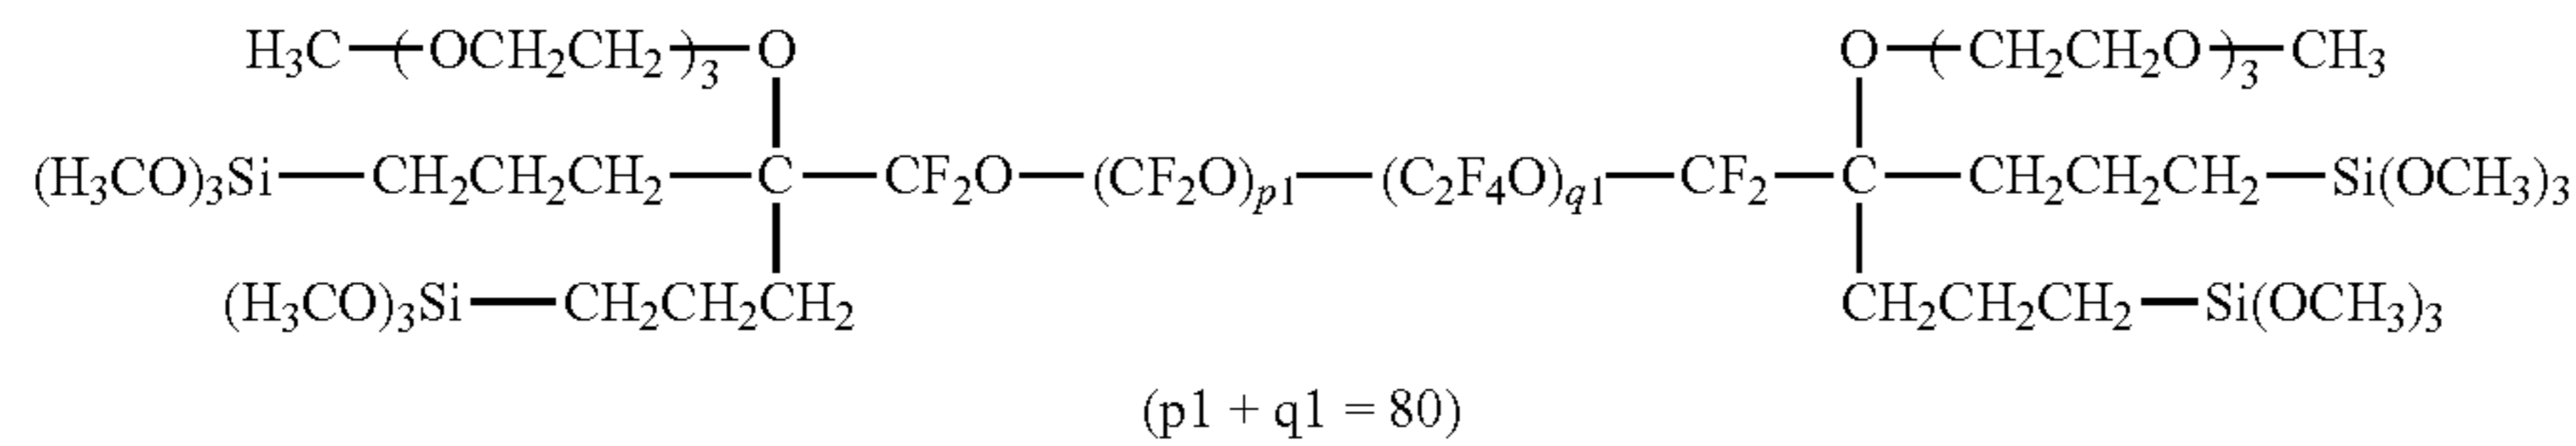 H₃C—(OCH₂CH₂)₃—O O—(CH₂CH₂O)₃—CH₃
(H₃CO)₃Si—CH₂CH₂CH₂—C—CF₂O—(CF₂O)p1—(C₂F₄O)q1—CF₂—C—CH₂CH₂CH₂—Si(OCH₃)₃
(H₃CO)₃Si—CH₂CH₂CH₂ CH₂CH₂CH₂—Si(OCH₃)₃
(p1 + q1 = 80)